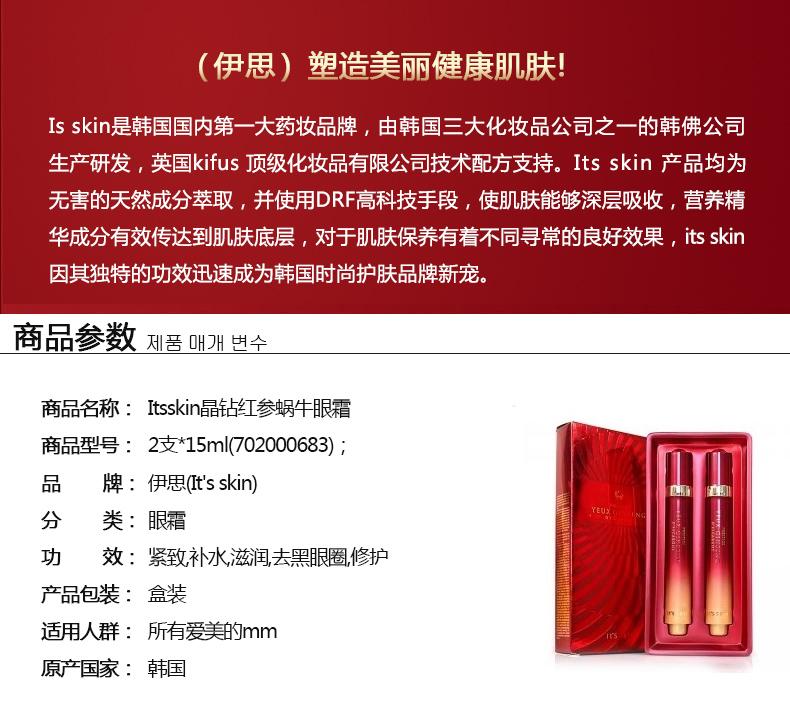 （伊思）塑造美丽健康肌肤!
Is skin是韩国国内第一大药妆品牌，由韩国三大化妆品公司之一的韩佛公司
生产研发，英国kifus 顶级化妆品有限公司技术配方支持。Its skin 产品均为
无害的天然成分萃取，并使用DRF高科技手段，使肌肤能够深层吸收，营养精
华成分有效传达到肌肤底层，对于肌肤保养有着不同寻常的良好效果，its skin
因其独特的功效迅速成为韩国时尚护肤品牌新宠。
商品参数 제품 매개 변수
商品名称： Itsskin晶钻红参蜗牛眼霜
商品型号： 2支*15ml(702000683)；
品 牌： 伊思(It's skin)
分 类： 眼霜
功 效： 紧致,补水,滋润,去黑眼圈,修护
产品包装： 盒装
适用人群： 所有爱美的mm
原产国家： 韩国
IT'S